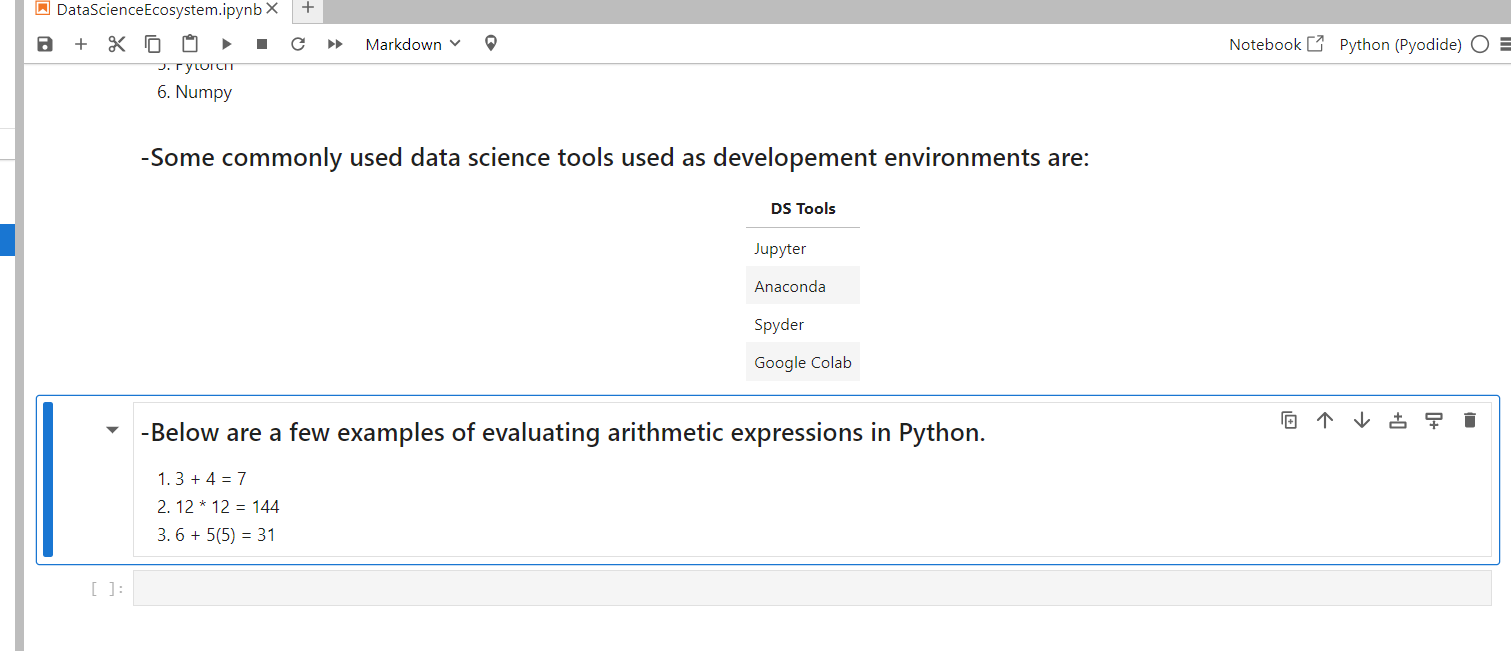 DataScienceEcosystem.ipynb
Markdown
Notebook
Python (Pyodide)
5. Pytorch
6. Numpy
-Some commonly used data science tools used as developement environments are:
DS Tools
Jupyter
Anaconda
Spyder
Google Colab
-Below are a few examples of evaluating arithmetic expressions in Python.
1. 3 + 4 = 7
2. 12 * 12 = 144
3. 6 + 5(5) = 31
[ ]: